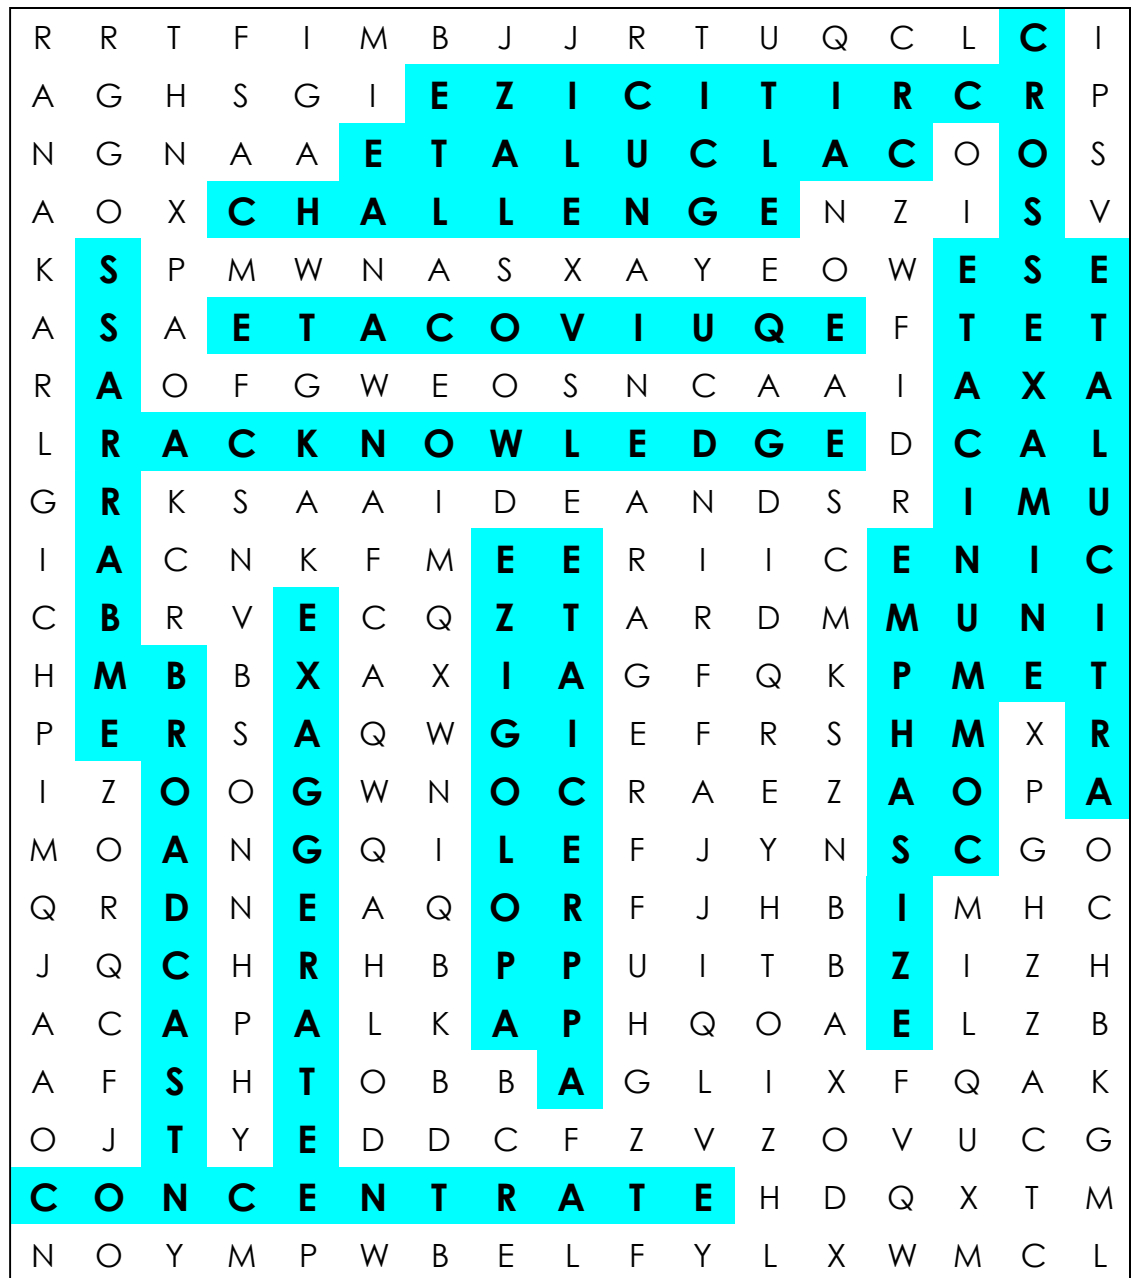 R R T F I M B J J R T U Q C L C I
A G H S G I E Z I C I T I R C R P
N G N A A E T A L U C L A C O O S
A O X C H A L L E N G E N Z I S V
K S P M W N A S X A Y E O W E S E
A S A E T A C O V I U Q E F T E T
R A O F G W E O S N C A A I A X A
L R A C K N O W L E D G E D C A L
G R K S A A I D E A N D S R I M U
I A C N K F M E E R I I C E N I C
C B R V E C Q Z T A R D M M U N I
H M B B X A X I A G F Q K P M E T
P E R S A Q W G I E F R S H M X R
I Z O O G W N O C R A E Z A O P A
M O A N G Q I L E F J Y N S C G O
Q R D N E A Q O R F J H B I M H C
J Q C H R H B P P U I T B Z I Z H
A C A P A L K A P H Q O A E L Z B
A F S H T O B B A G L I X F Q A K
O J T Y E D D C F Z V Z O V U C G
C O N C E N T R A T E H D Q X T M
N O Y M P W B E L F Y L X W M C L